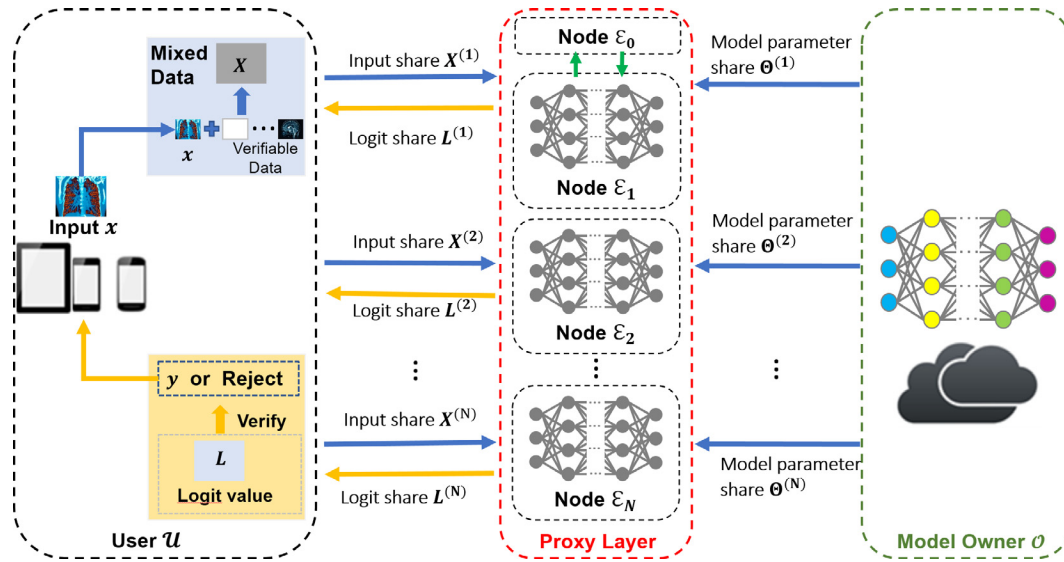 Mixed
Data
X
x
Verifiable
Data
Input x
y or Reject
Verify
L
Logit value
User 𝒰
Input share X⁽¹⁾
Logit share L⁽¹⁾
Input share X⁽²⁾
Logit share L⁽²⁾
⋮
Input share X⁽ᴺ⁾
Logit share L⁽ᴺ⁾
Node ℰ₀
Node ℰ₁
Node ℰ₂
...
Node ℰ_N
Proxy Layer
Model parameter
share Θ⁽¹⁾
Model parameter
share Θ⁽²⁾
⋮
Model parameter
share Θ⁽ᴺ⁾
Model Owner 𝒪